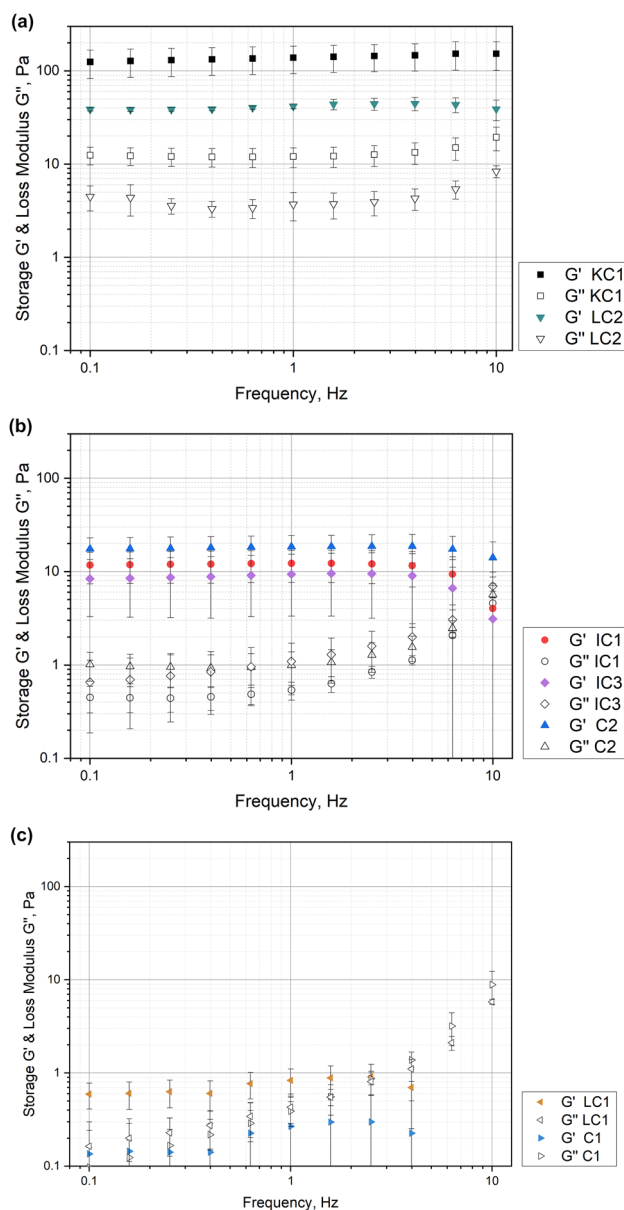 (a)
Storage G' & Loss Modulus G'', Pa
100
10
1
0.1
0.1
1
10
Frequency, Hz
G' KC1
G'' KC1
G' LC2
G'' LC2
(b)
Storage G' & Loss Modulus G'', Pa
100
10
1
0.1
0.1
1
10
Frequency, Hz
G' IC1
G'' IC1
G' IC3
G'' IC3
G' C2
G'' C2
(c)
Storage G' & Loss Modulus G'', Pa
100
10
1
0.1
0.1
1
10
Frequency, Hz
G' LC1
G'' LC1
G' C1
G'' C1